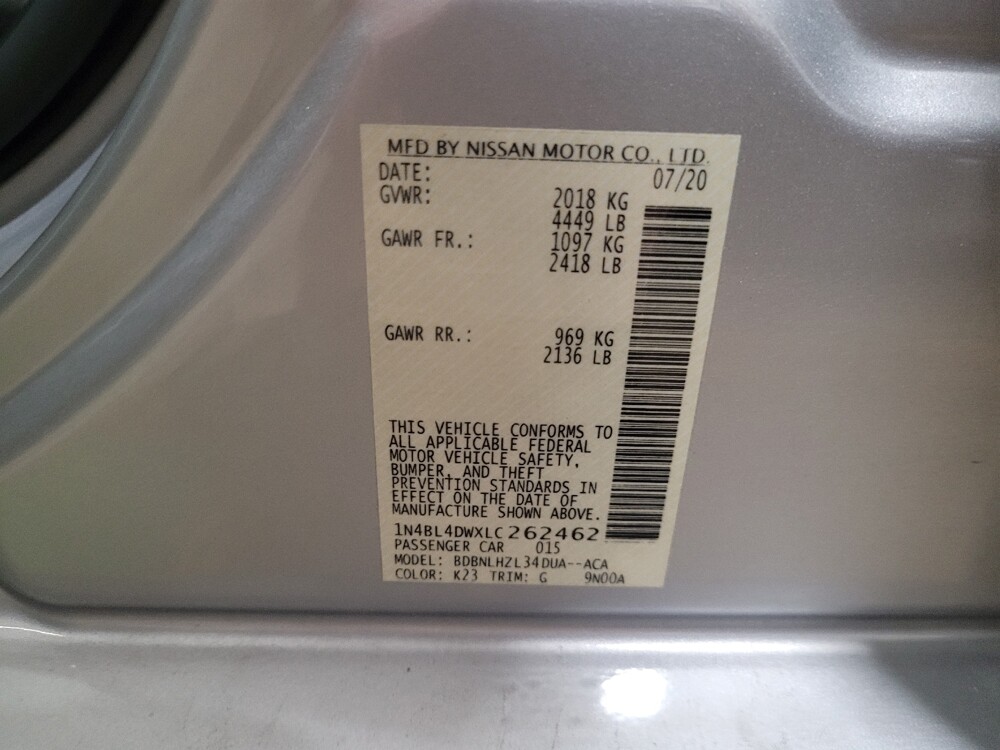 MFD BY NISSAN MOTOR CO., LTD.
DATE: 07/20
GVWR: 2018 KG
4449 LB
GAWR FR.: 1097 KG
2418 LB
GAWR RR.: 969 KG
2136 LB
THIS VEHICLE CONFORMS TO
ALL APPLICABLE FEDERAL
MOTOR VEHICLE SAFETY,
BUMPER, AND THEFT
PREVENTION STANDARDS IN
EFFECT ON THE DATE OF
MANUFACTURE SHOWN ABOVE.
1N4BL4DWXLC262462
PASSENGER CAR 015
MODEL: BDBNLHZL34DUA--ACA
COLOR: K23 TRIM: G 9N00A